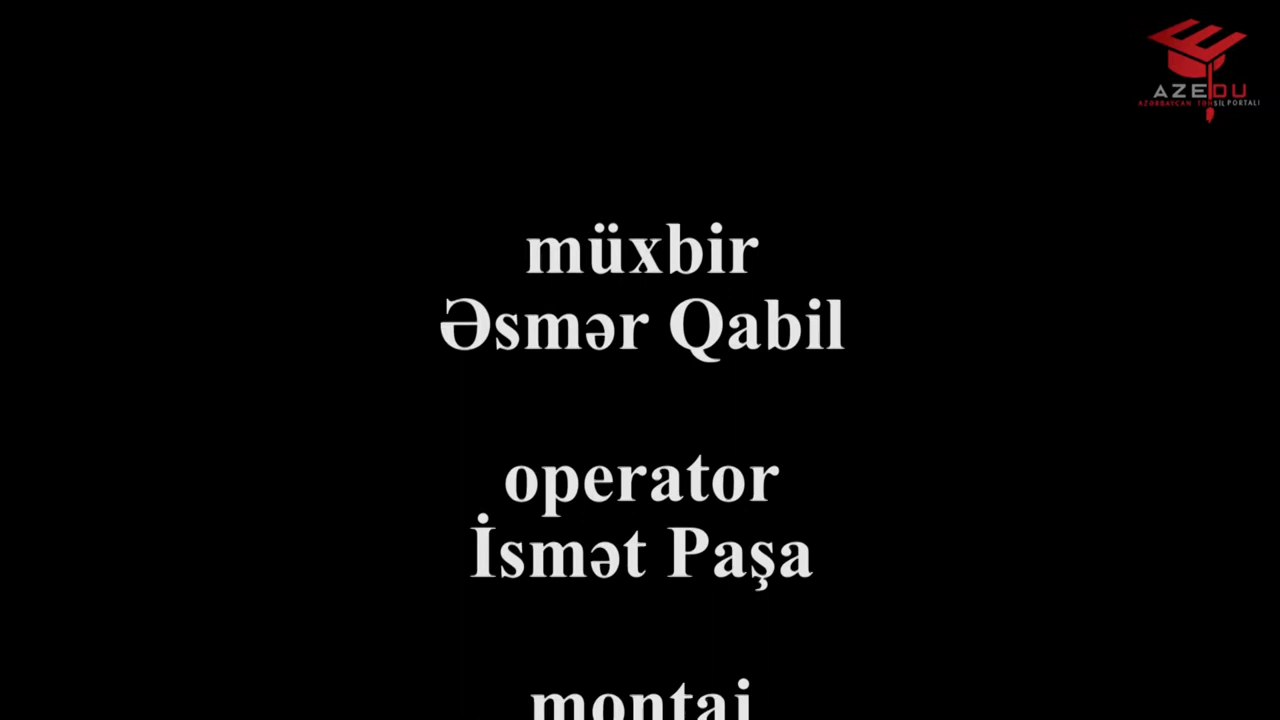 AZEDU
AZƏRBAYCAN TƏHSİL PORTALI
müxbir
Əsmər Qabil
operator
İsmət Paşa
montaj